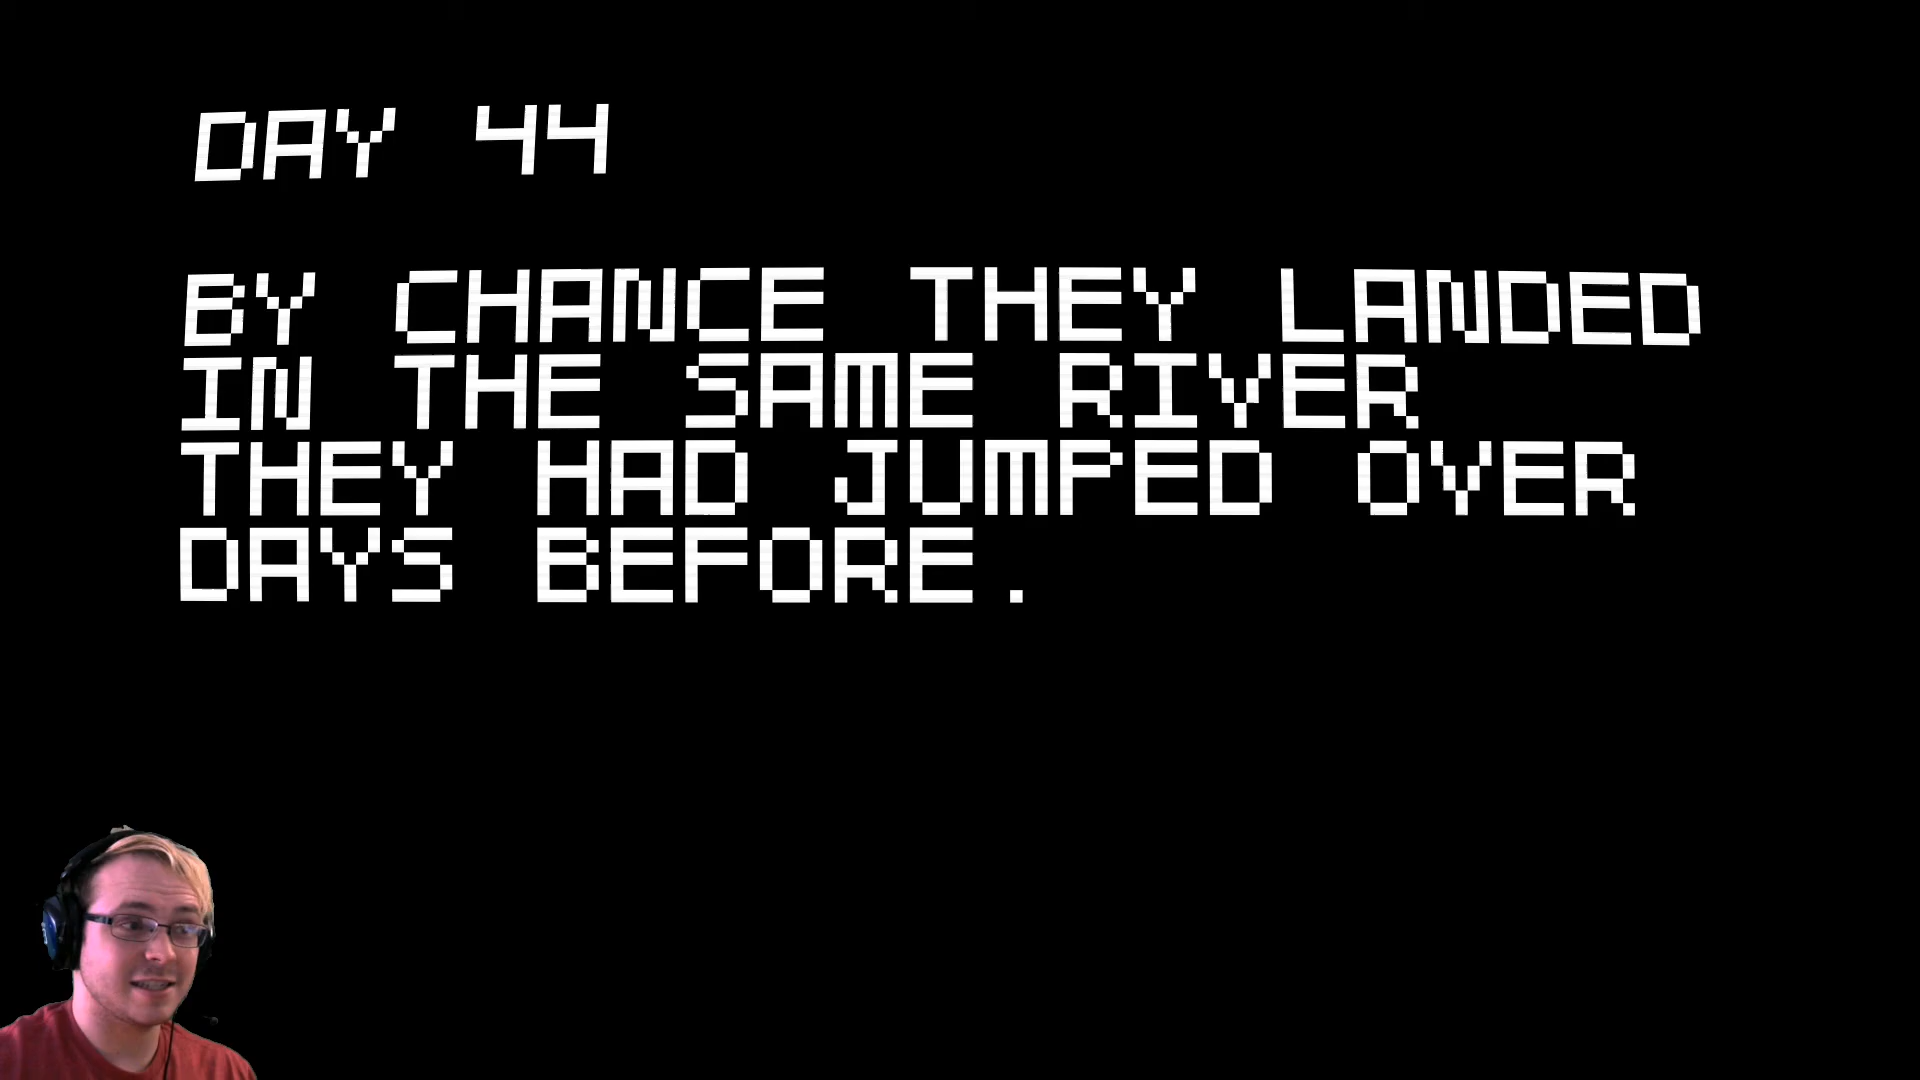 DAY 44
BY CHANCE THEY LANDED
IN THE SAME RIVER
THEY HAD JUMPED OVER
DAYS BEFORE.